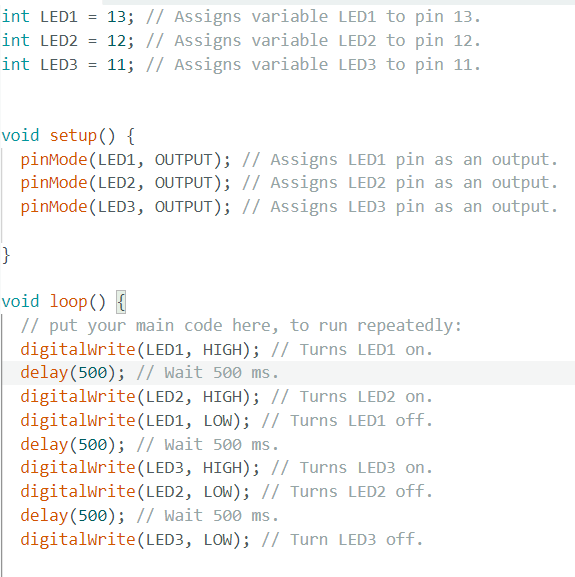 int LED1 = 13; // Assigns variable LED1 to pin 13.
int LED2 = 12; // Assigns variable LED2 to pin 12.
int LED3 = 11; // Assigns variable LED3 to pin 11.
void setup() {
pinMode(LED1, OUTPUT); // Assigns LED1 pin as an output.
pinMode(LED2, OUTPUT); // Assigns LED2 pin as an output.
pinMode(LED3, OUTPUT); // Assigns LED3 pin as an output.
}
void loop() {
// put your main code here, to run repeatedly:
digitalWrite(LED1, HIGH); // Turns LED1 on.
delay(500); // Wait 500 ms.
digitalWrite(LED2, HIGH); // Turns LED2 on.
digitalWrite(LED1, LOW); // Turns LED1 off.
delay(500); // Wait 500 ms.
digitalWrite(LED3, HIGH); // Turns LED3 on.
digitalWrite(LED2, LOW); // Turns LED2 off.
delay(500); // Wait 500 ms.
digitalWrite(LED3, LOW); // Turn LED3 off.